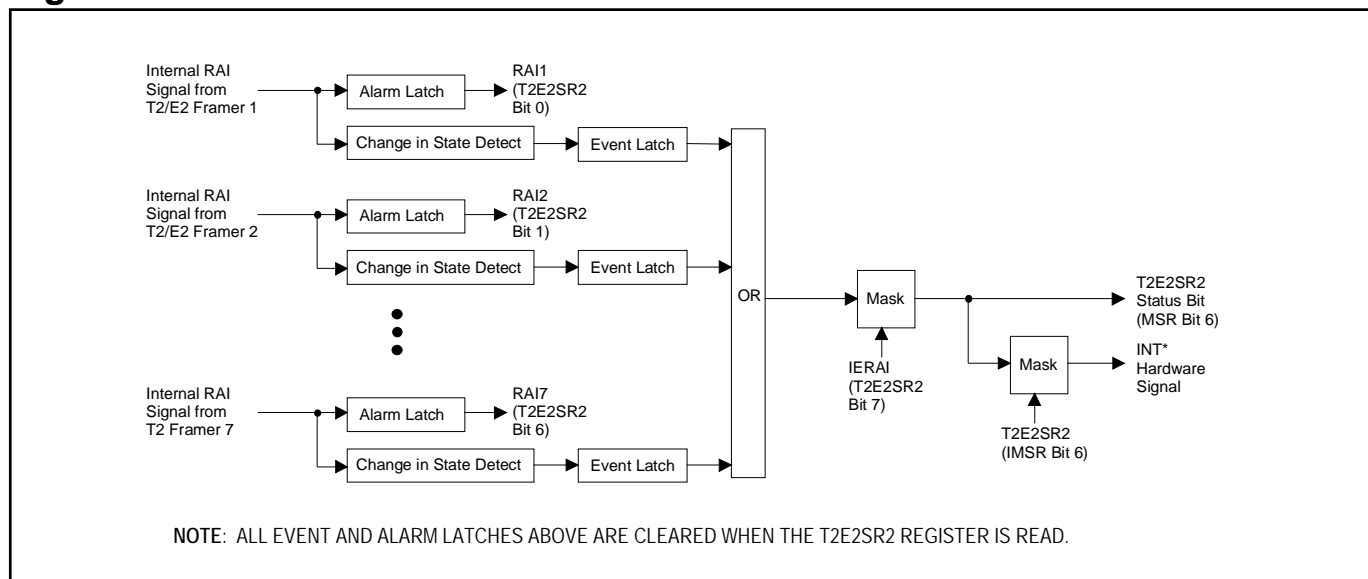 Internal RAI
Signal from
T2/E2 Framer 1
Alarm Latch
RAI1
(T2E2SR2
Bit 0)
Change in State Detect
Event Latch
Internal RAI
Signal from
T2/E2 Framer 2
Alarm Latch
RAI2
(T2E2SR2
Bit 1)
Change in State Detect
Event Latch
OR
Mask
T2E2SR2
Status Bit
(MSR Bit 6)
IERAI
(T2E2SR2
Bit 7)
Mask
INT*
Hardware
Signal
T2E2SR2
(IMSR Bit 6)
Internal RAI
Signal from
T2 Framer 7
Alarm Latch
RAI7
(T2E2SR2
Bit 6)
Change in State Detect
Event Latch
NOTE: ALL EVENT AND ALARM LATCHES ABOVE ARE CLEARED WHEN THE T2E2SR2 REGISTER IS READ.